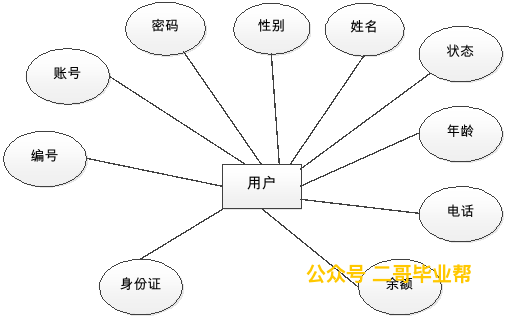 密码
性别
姓名
账号
状态
编号
年龄
用户
电话
身份证
余额
公众号 二哥毕业帮